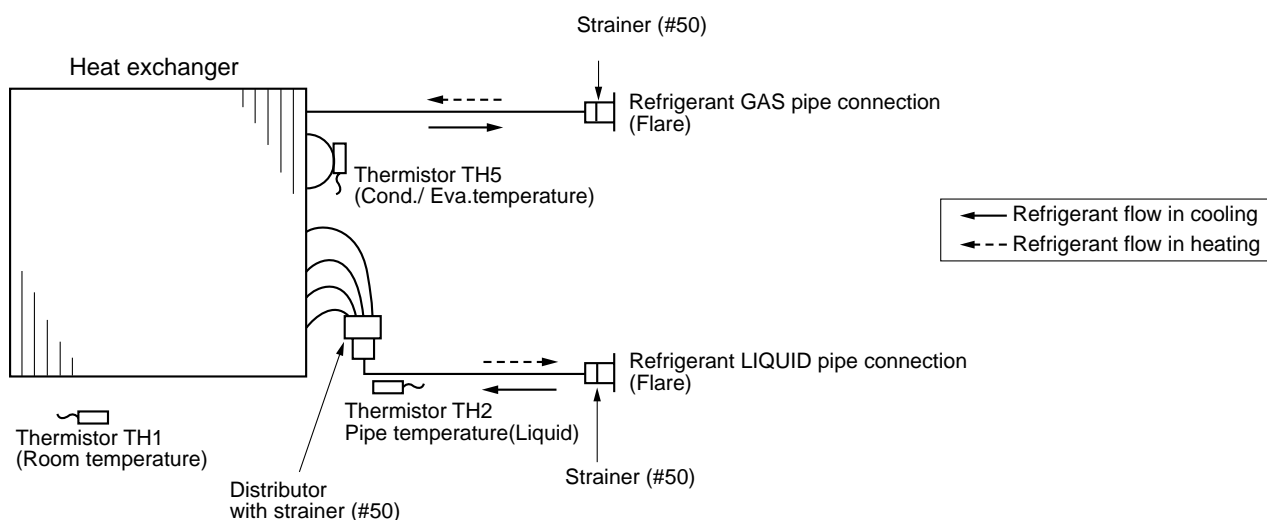 Strainer (#50)
Heat exchanger
Refrigerant GAS pipe connection
(Flare)
Thermistor TH5
(Cond./ Eva.temperature)
Refrigerant flow in cooling
Refrigerant flow in heating
Refrigerant LIQUID pipe connection
(Flare)
Thermistor TH2
Pipe temperature(Liquid)
Thermistor TH1
(Room temperature)
Strainer (#50)
Distributor
with strainer (#50)